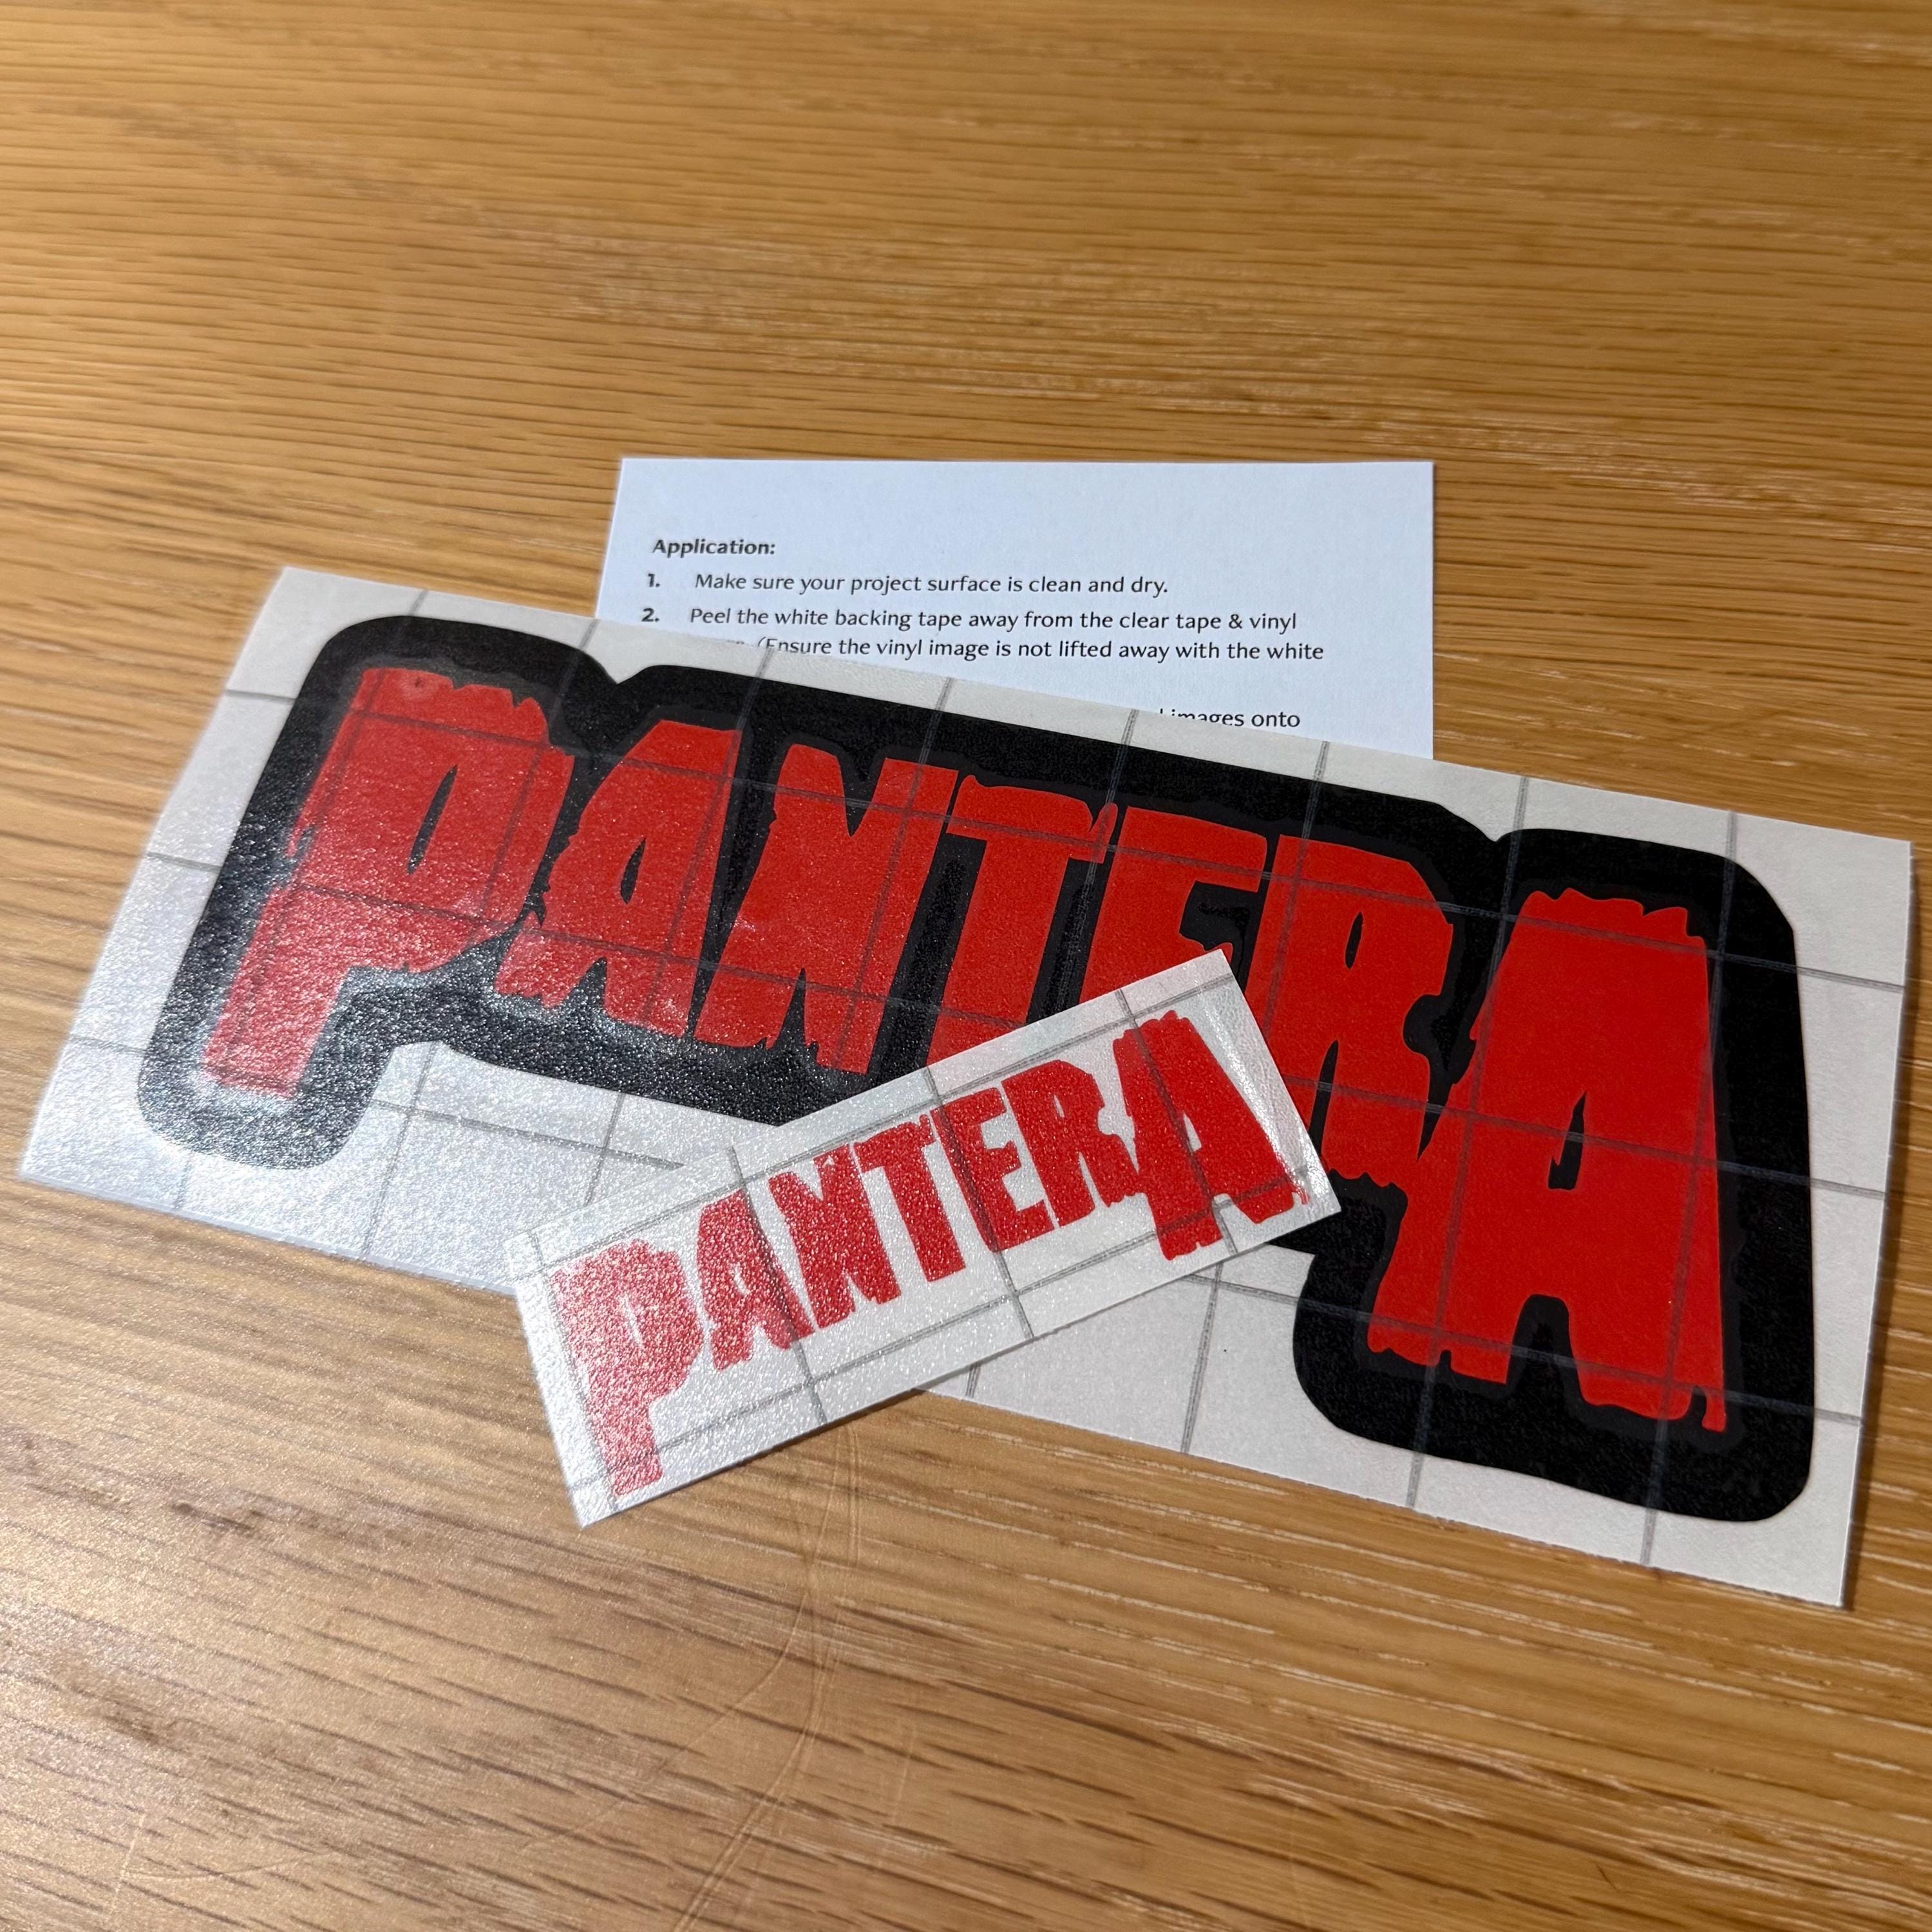 Application:
1. Make sure your project surface is clean and dry.
2. Peel the white backing tape away from the clear tape & vinyl
(Ensure the vinyl image is not lifted away with the white
images onto
PANTERA
PANTERA